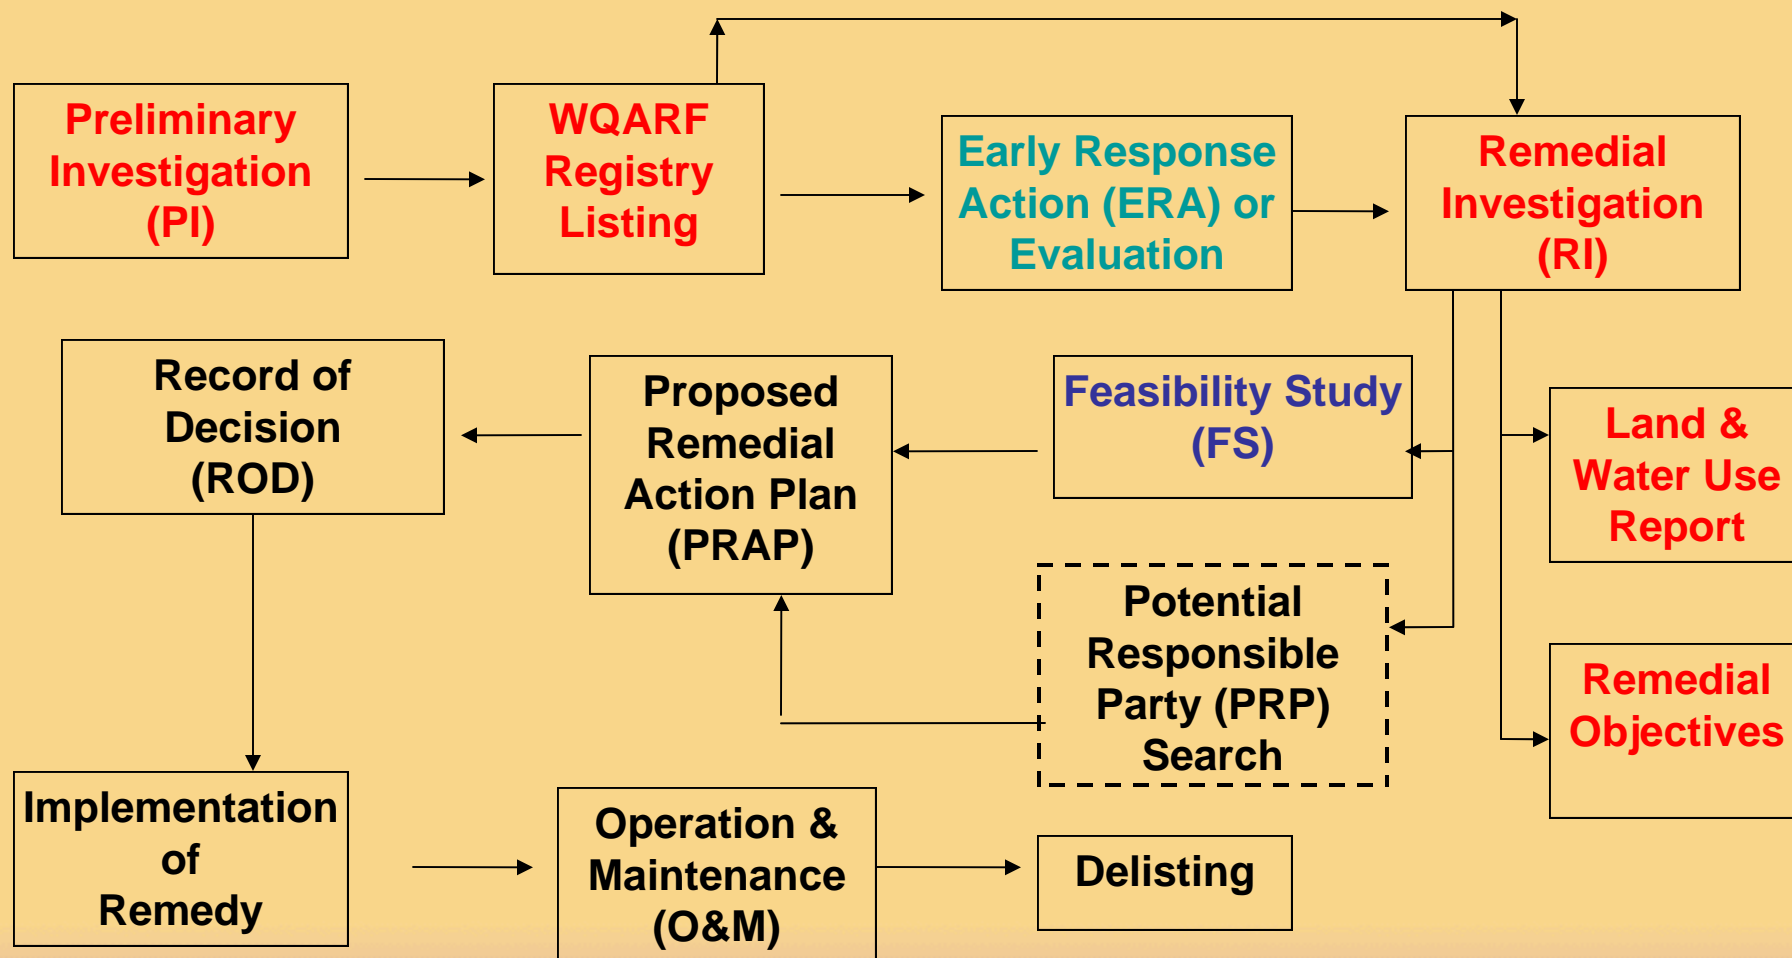 Preliminary
Investigation
(PI)
WQARF
Registry
Listing
Early Response
Action (ERA) or
Evaluation
Remedial
Investigation
(RI)
Record of
Decision
(ROD)
Proposed
Remedial
Action Plan
(PRAP)
Feasibility Study
(FS)
Land &
Water Use
Report
Potential
Responsible
Party (PRP)
Search
Remedial
Objectives
Implementation
of
Remedy
Operation &
Maintenance
(O&M)
Delisting